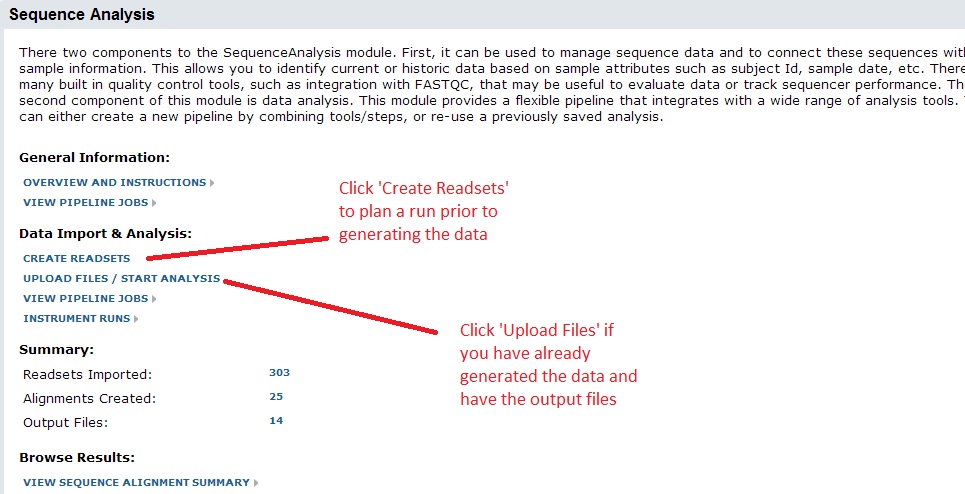 Sequence Analysis
There two components to the SequenceAnalysis module. First, it can be used to manage sequence data and to connect these sequences wit
sample information. This allows you to identify current or historic data based on sample attributes such as subject Id, sample date, etc. There
many built in quality control tools, such as integration with FASTQC, that may be useful to evaluate data or track sequencer performance. Th
second component of this module is data analysis. This module provides a flexible pipeline that integrates with a wide range of analysis tools.
can either create a new pipeline by combining tools/steps, or re-use a previously saved analysis.
General Information:
OVERVIEW AND INSTRUCTIONS
VIEW PIPELINE JOBS
Click 'Create Readsets'
to plan a run prior to
generating the data
Data Import & Analysis:
CREATE READSETS
UPLOAD FILES / START ANALYSIS
VIEW PIPELINE JOBS
INSTRUMENT RUNS
Click 'Upload Files' if
you have already
generated the data and
have the output files
Summary:
Readsets Imported: 303
Alignments Created: 25
Output Files: 14
Browse Results:
VIEW SEQUENCE ALIGNMENT SUMMARY